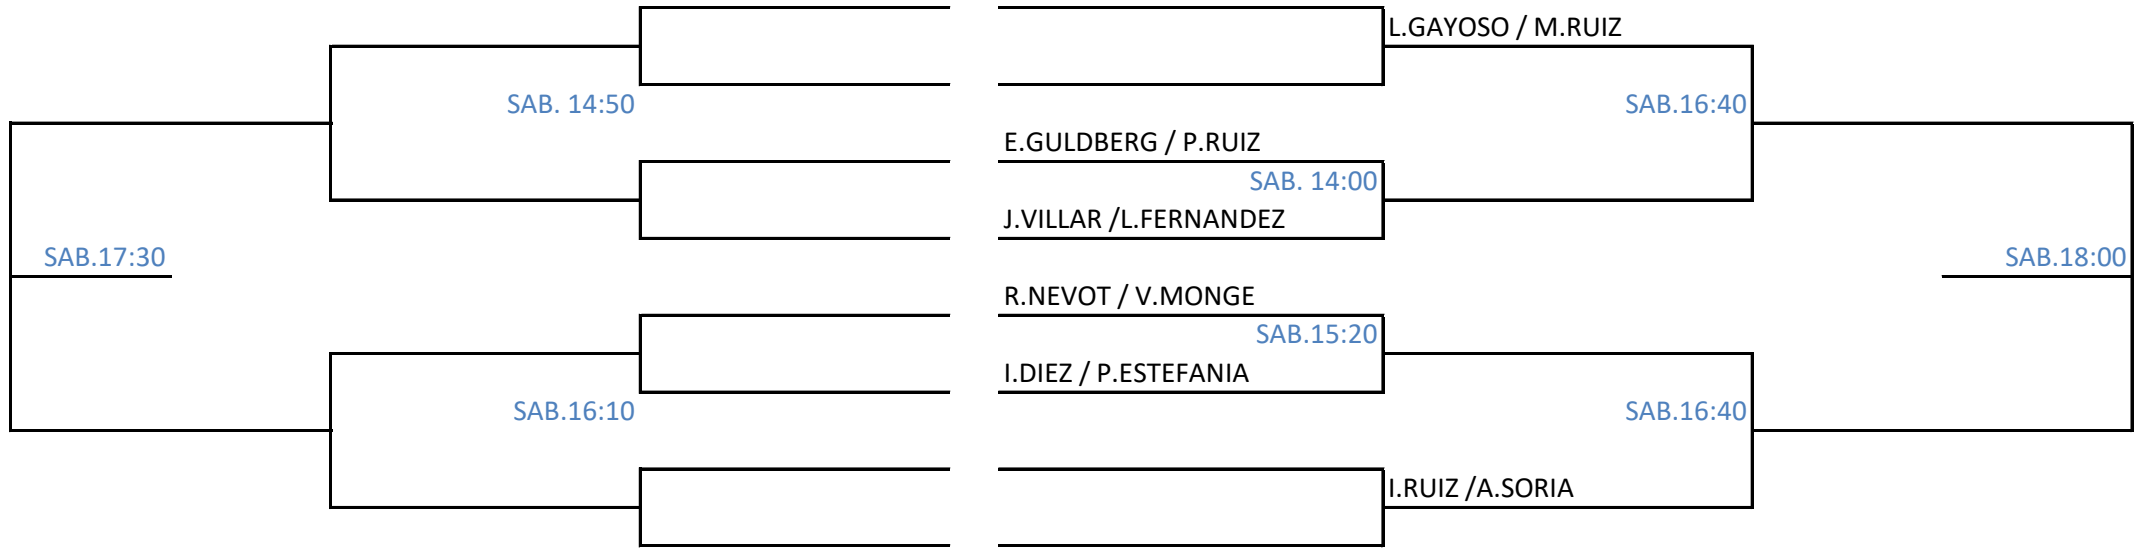 L.GAYOSO / M.RUIZ
SAB. 14:50
SAB.16:40
E.GULDBERG / P.RUIZ
SAB. 14:00
J.VILLAR /L.FERNANDEZ
SAB.17:30
SAB.18:00
R.NEVOT / V.MONGE
SAB.15:20
I.DIEZ / P.ESTEFANIA
SAB.16:10
SAB.16:40
I.RUIZ /A.SORIA